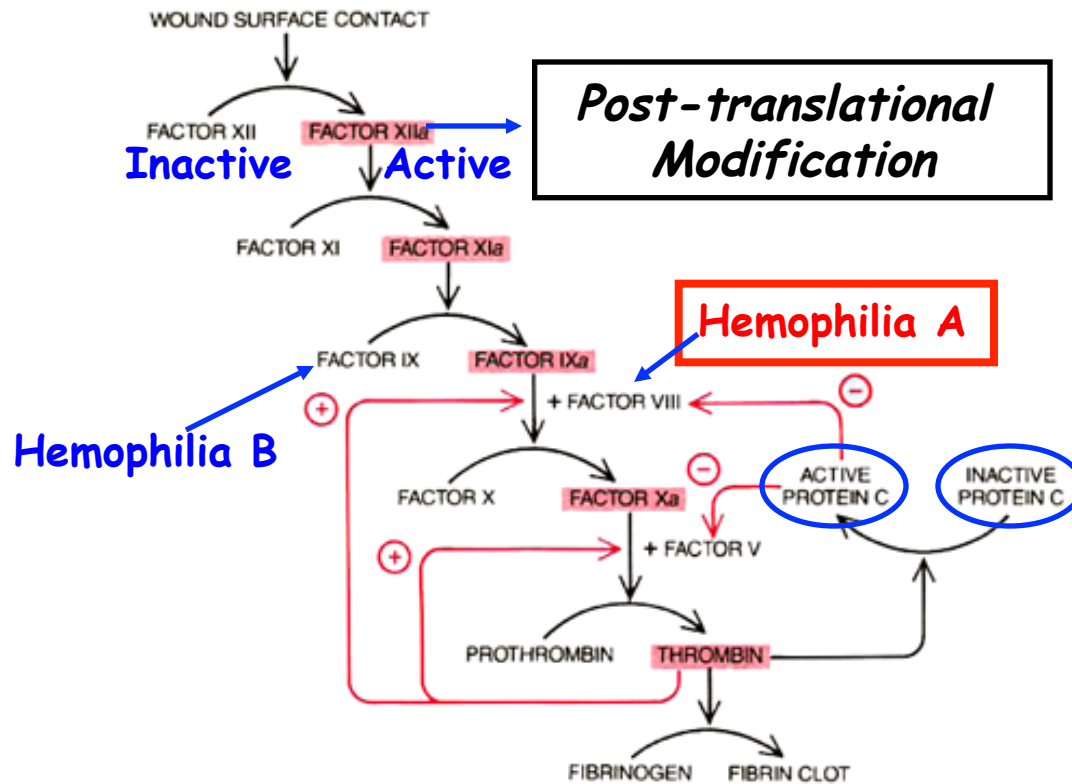 WOUND SURFACE CONTACT
Post-translational
Modification
FACTOR XII
FACTOR XIIa
Inactive
Active
FACTOR XI
FACTOR XIa
Hemophilia A
FACTOR IX
FACTOR IXa
+ FACTOR VIII
−
+
Hemophilia B
FACTOR X
FACTOR Xa
−
ACTIVE
PROTEIN C
INACTIVE
PROTEIN C
+
+ FACTOR V
PROTHROMBIN
THROMBIN
FIBRINOGEN
FIBRIN CLOT